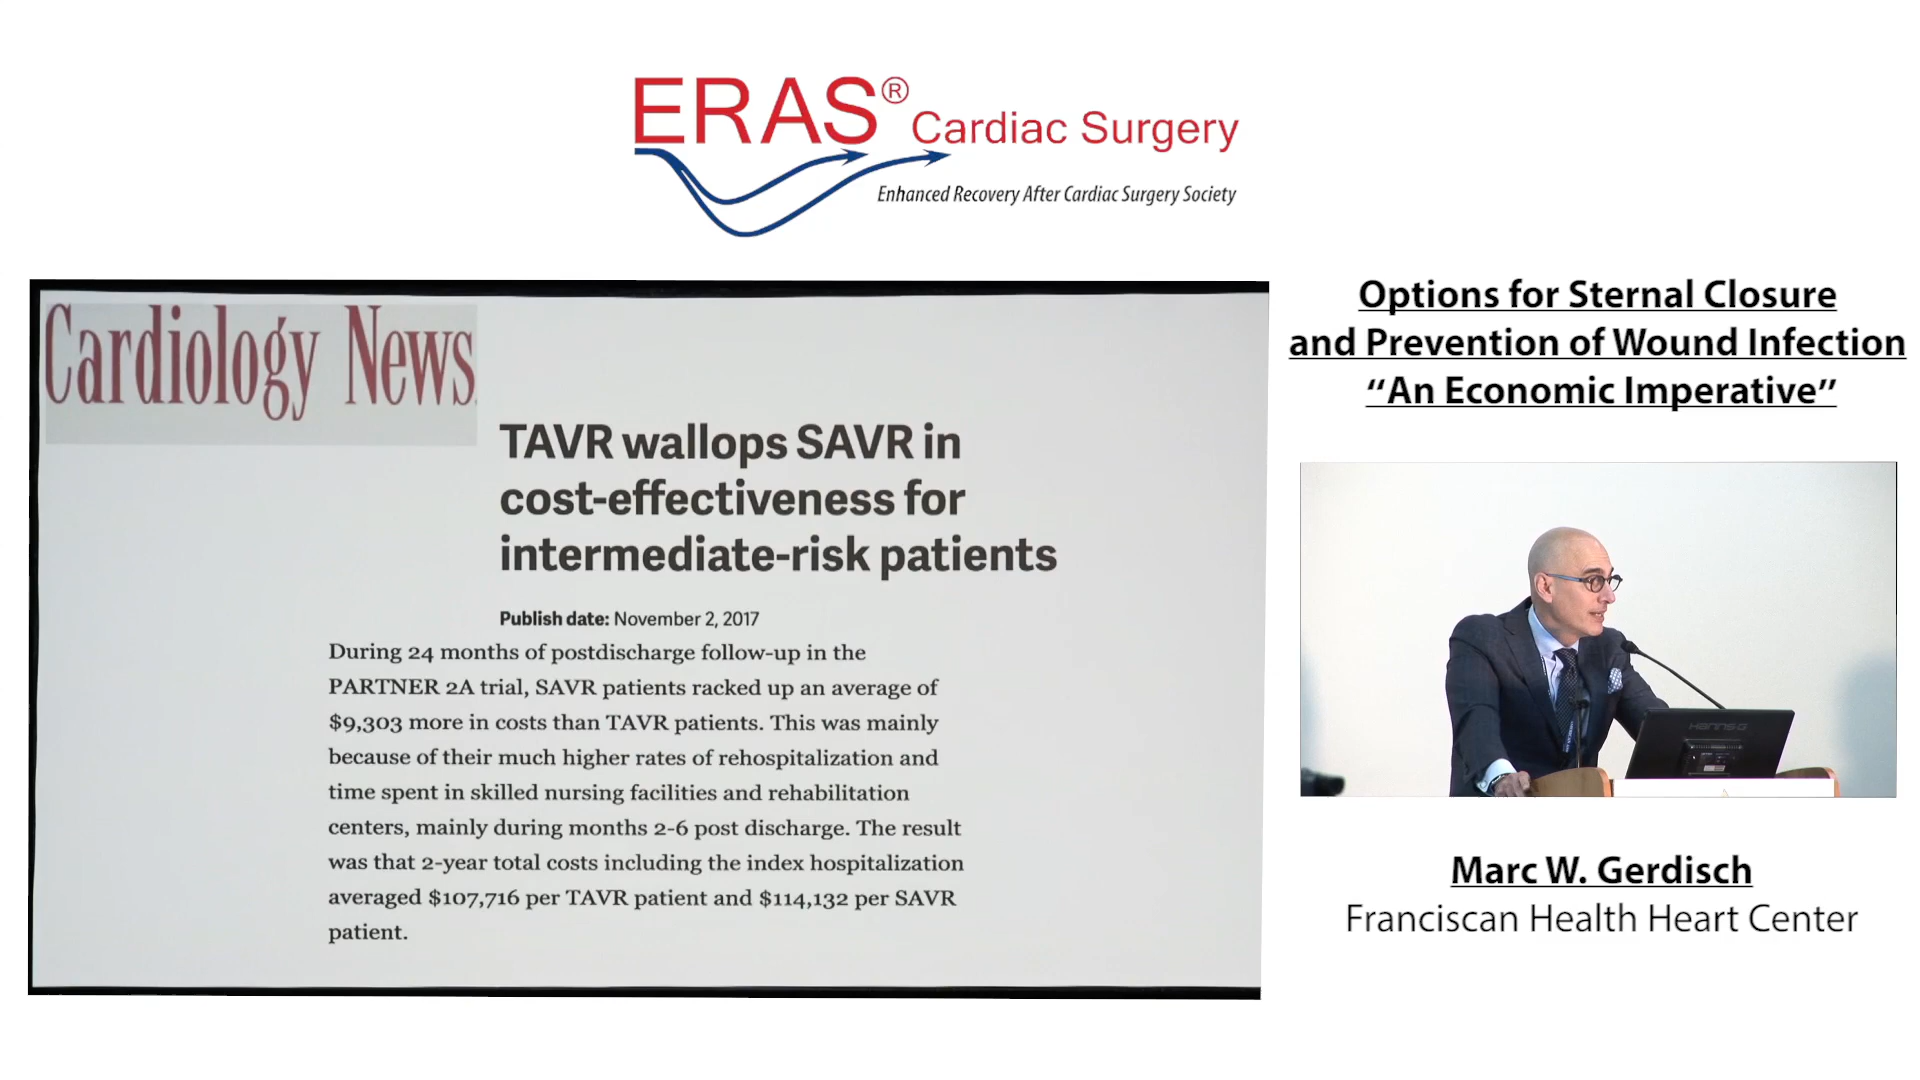 ERAS® Cardiac Surgery
Enhanced Recovery After Cardiac Surgery Society
Cardiology News
TAVR wallops SAVR in
cost-effectiveness for
intermediate-risk patients
Publish date: November 2, 2017
During 24 months of postdischarge follow-up in the
PARTNER 2A trial, SAVR patients racked up an average of
$9,303 more in costs than TAVR patients. This was mainly
because of their much higher rates of rehospitalization and
time spent in skilled nursing facilities and rehabilitation
centers, mainly during months 2-6 post discharge. The result
was that 2-year total costs including the index hospitalization
averaged $107,716 per TAVR patient and $114,132 per SAVR
patient.
Options for Sternal Closure
and Prevention of Wound Infection
“An Economic Imperative”
HANNS-G
Marc W. Gerdisch
Franciscan Health Heart Center